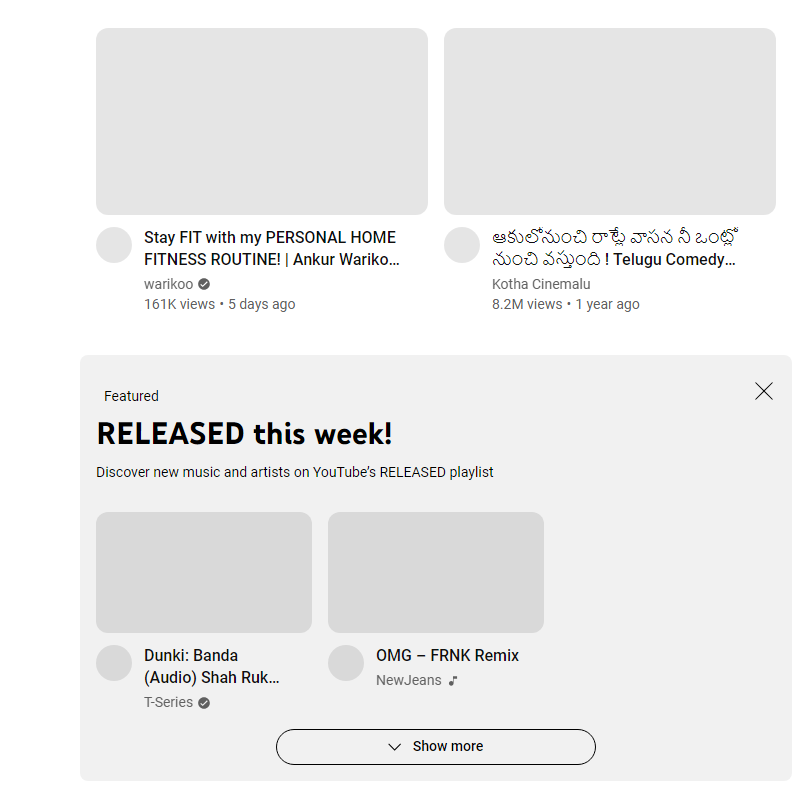 Stay FIT with my PERSONAL HOME
FITNESS ROUTINE! | Ankur Wariko...
warikoo
161K views • 5 days ago
ఆకులోనుంచి రాట్లే వాసన నీ ఒంట్లో
నుంచి వస్తుంది ! Telugu Comedy...
Kotha Cinemalu
8.2M views • 1 year ago
Featured
RELEASED this week!
Discover new music and artists on YouTube’s RELEASED playlist
Dunki: Banda
(Audio) Shah Ruk...
T-Series
OMG – FRNK Remix
NewJeans
Show more